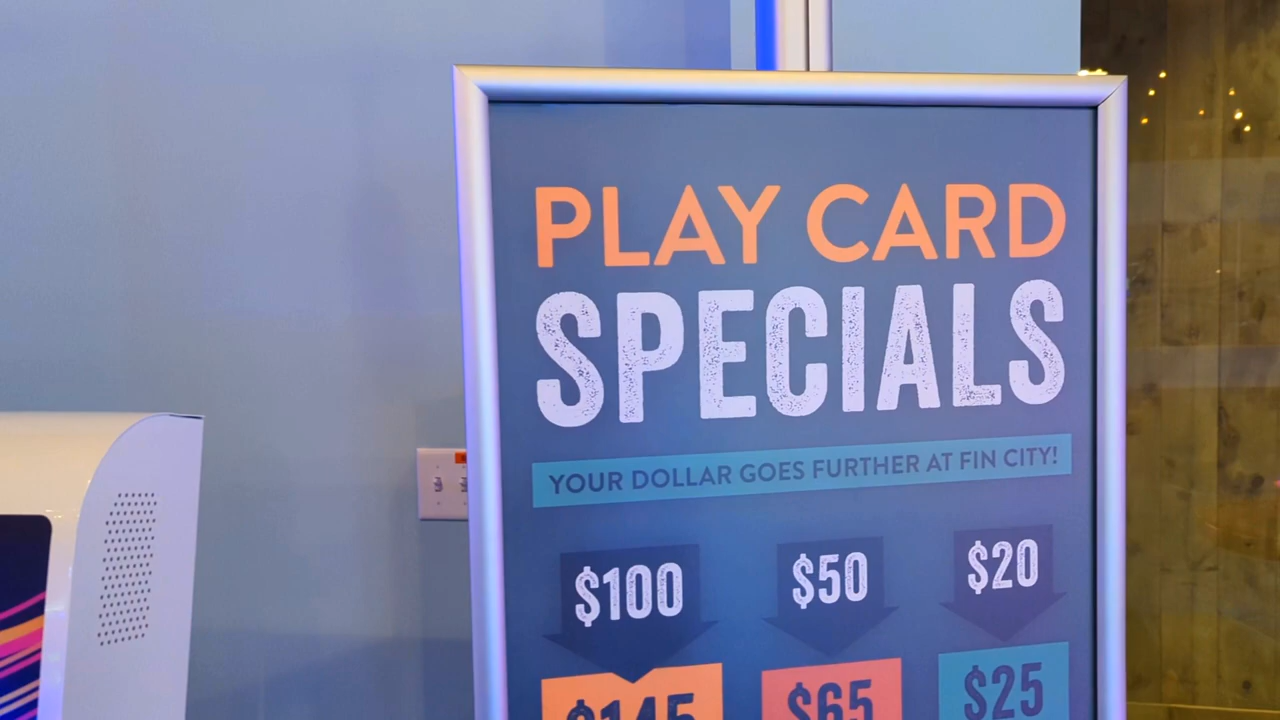 PLAY CARD
SPECIALS
YOUR DOLLAR GOES FURTHER AT FIN CITY!
$100 $50 $20
$145 $65 $25